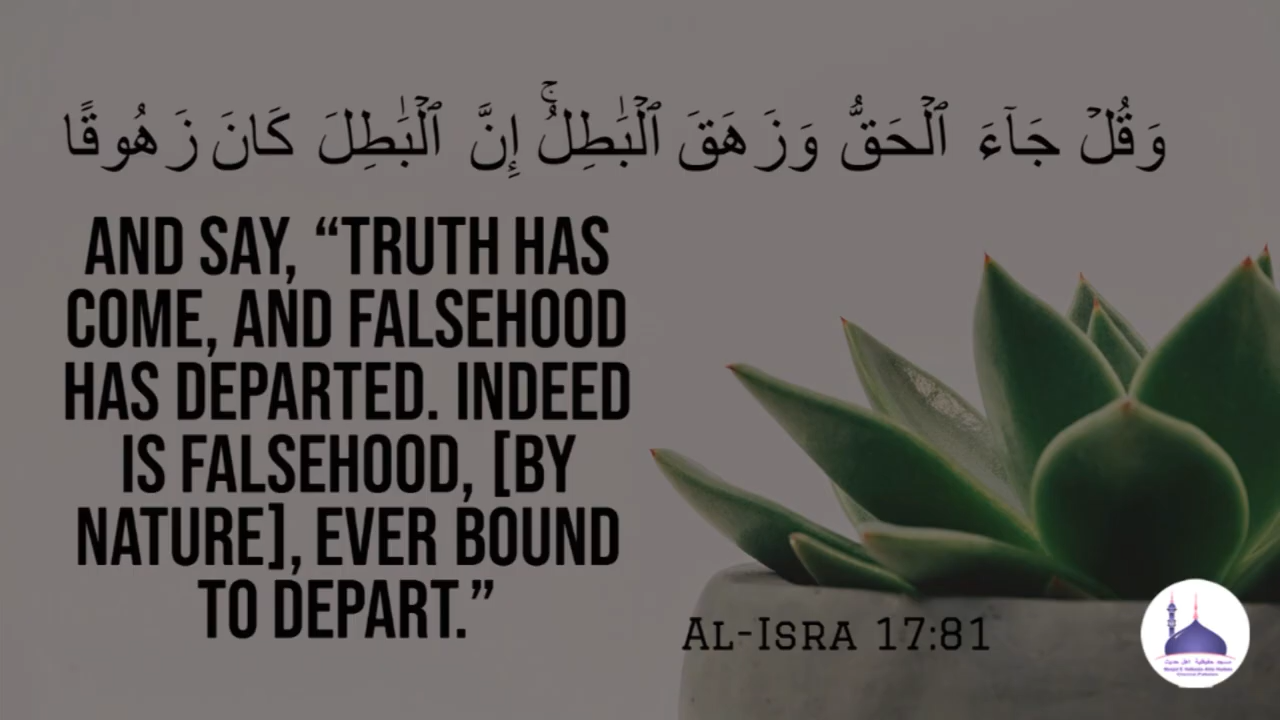 وَقُلۡ جَآءَ ٱلۡحَقُّ وَزَهَقَ ٱلۡبَٰطِلُۚ إِنَّ ٱلۡبَٰطِلَ كَانَ زَهُوقٗا
AND SAY, “TRUTH HAS
COME, AND FALSEHOOD
HAS DEPARTED. INDEED
IS FALSEHOOD, [BY
NATURE], EVER BOUND
TO DEPART.”
AL-ISRA 17:81